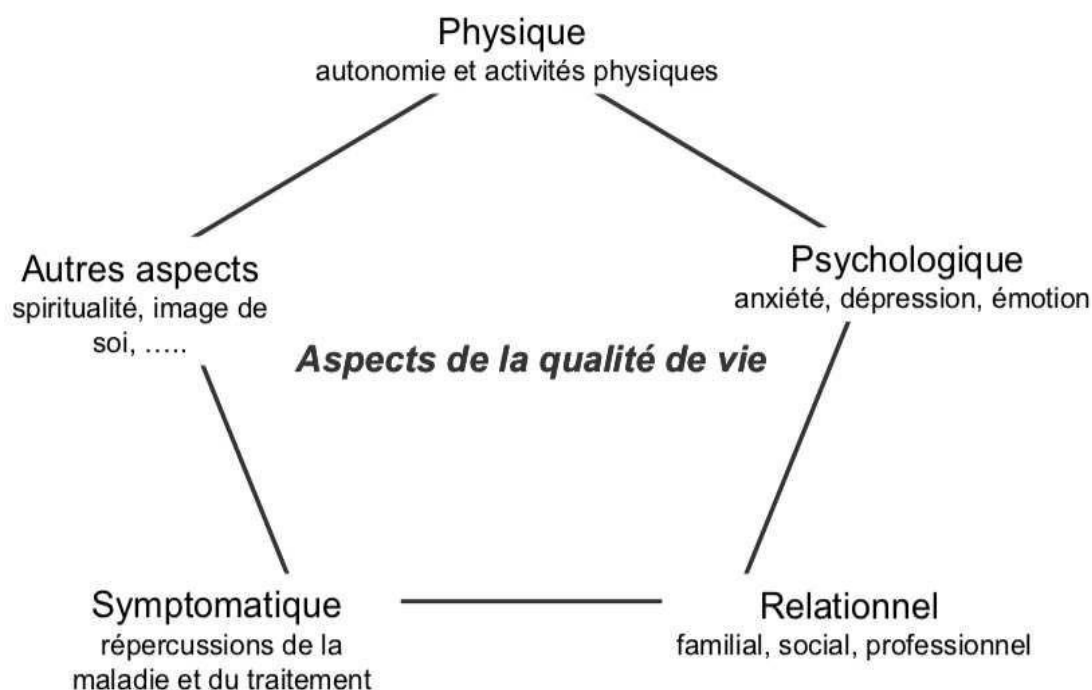 Physique
autonomie et activités physiques
Autres aspects
spiritualité, image de
soi, .....
Psychologique
anxiété, dépression, émotion
Aspects de la qualité de vie
Symptomatique
répercussions de la
maladie et du traitement
Relationnel
familial, social, professionnel